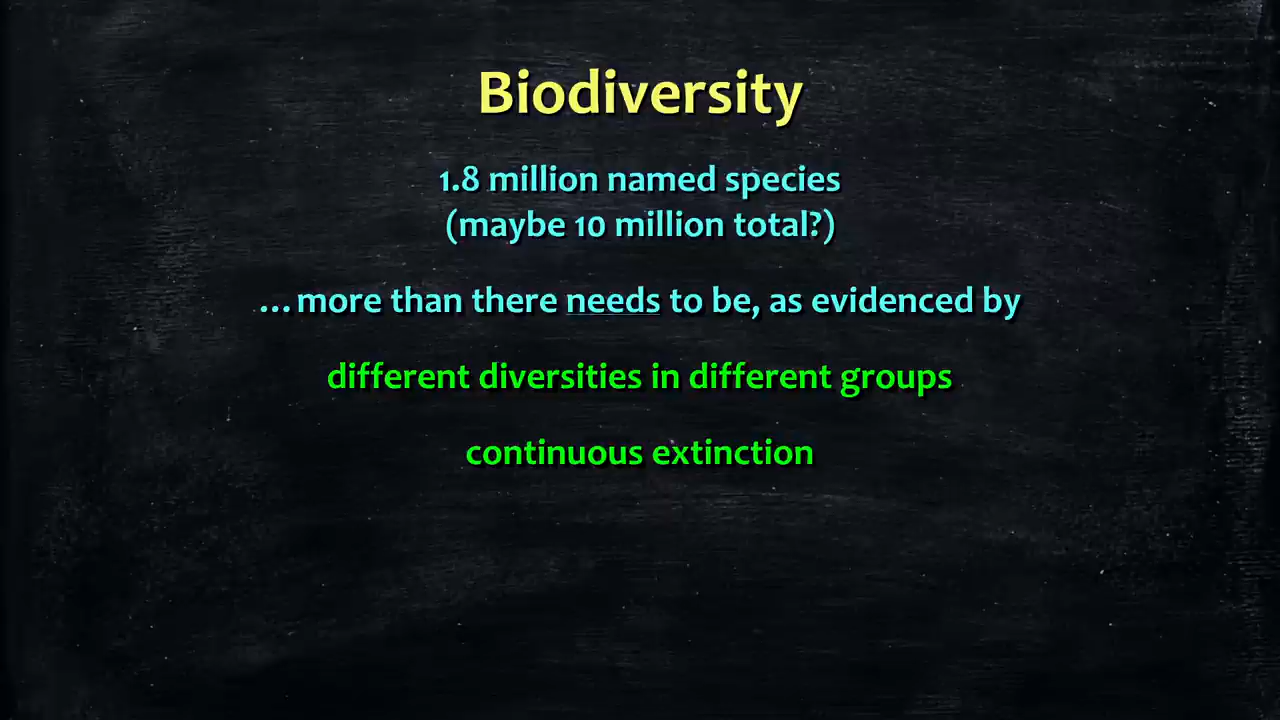 Biodiversity
1.8 million named species
(maybe 10 million total?)
…more than there needs to be, as evidenced by
different diversities in different groups
continuous extinction